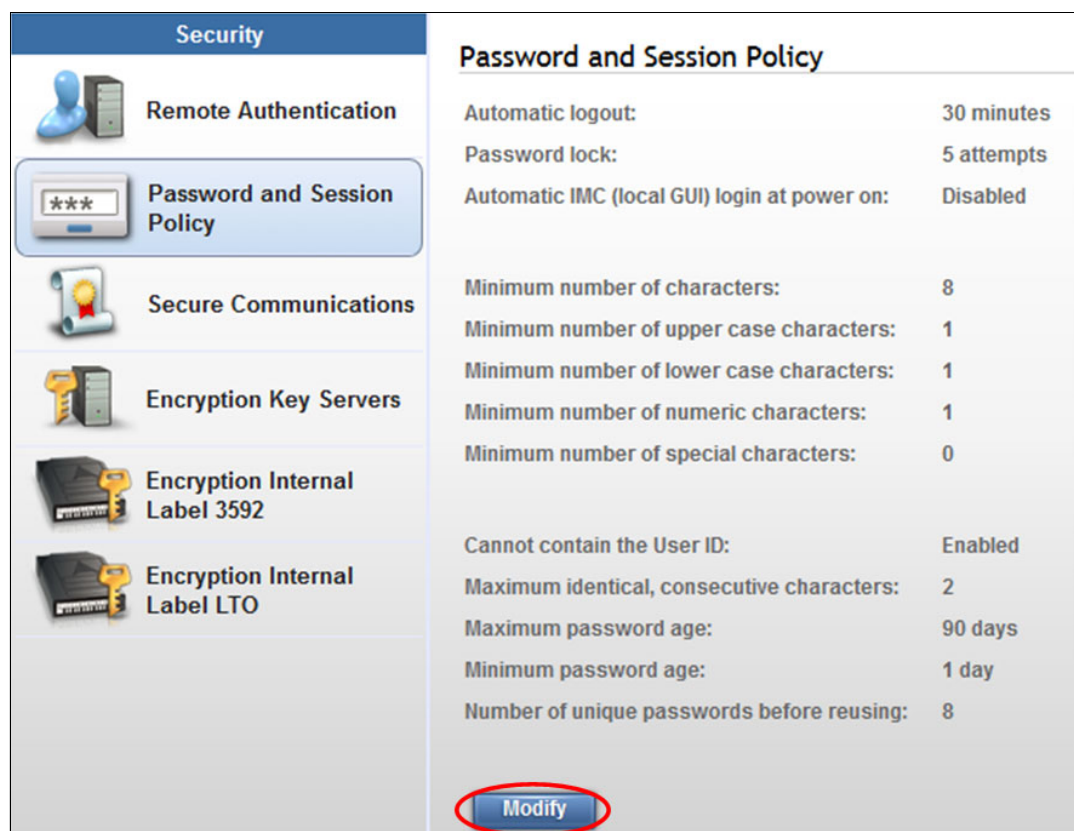 Security
Remote Authentication
***
Password and Session
Policy
Secure Communications
Encryption Key Servers
Encryption Internal
Label 3592
Encryption Internal
Label LTO
Password and Session Policy
Automatic logout: 30 minutes
Password lock: 5 attempts
Automatic IMC (local GUI) login at power on: Disabled
Minimum number of characters: 8
Minimum number of upper case characters: 1
Minimum number of lower case characters: 1
Minimum number of numeric characters: 1
Minimum number of special characters: 0
Cannot contain the User ID: Enabled
Maximum identical, consecutive characters: 2
Maximum password age: 90 days
Minimum password age: 1 day
Number of unique passwords before reusing: 8
Modify